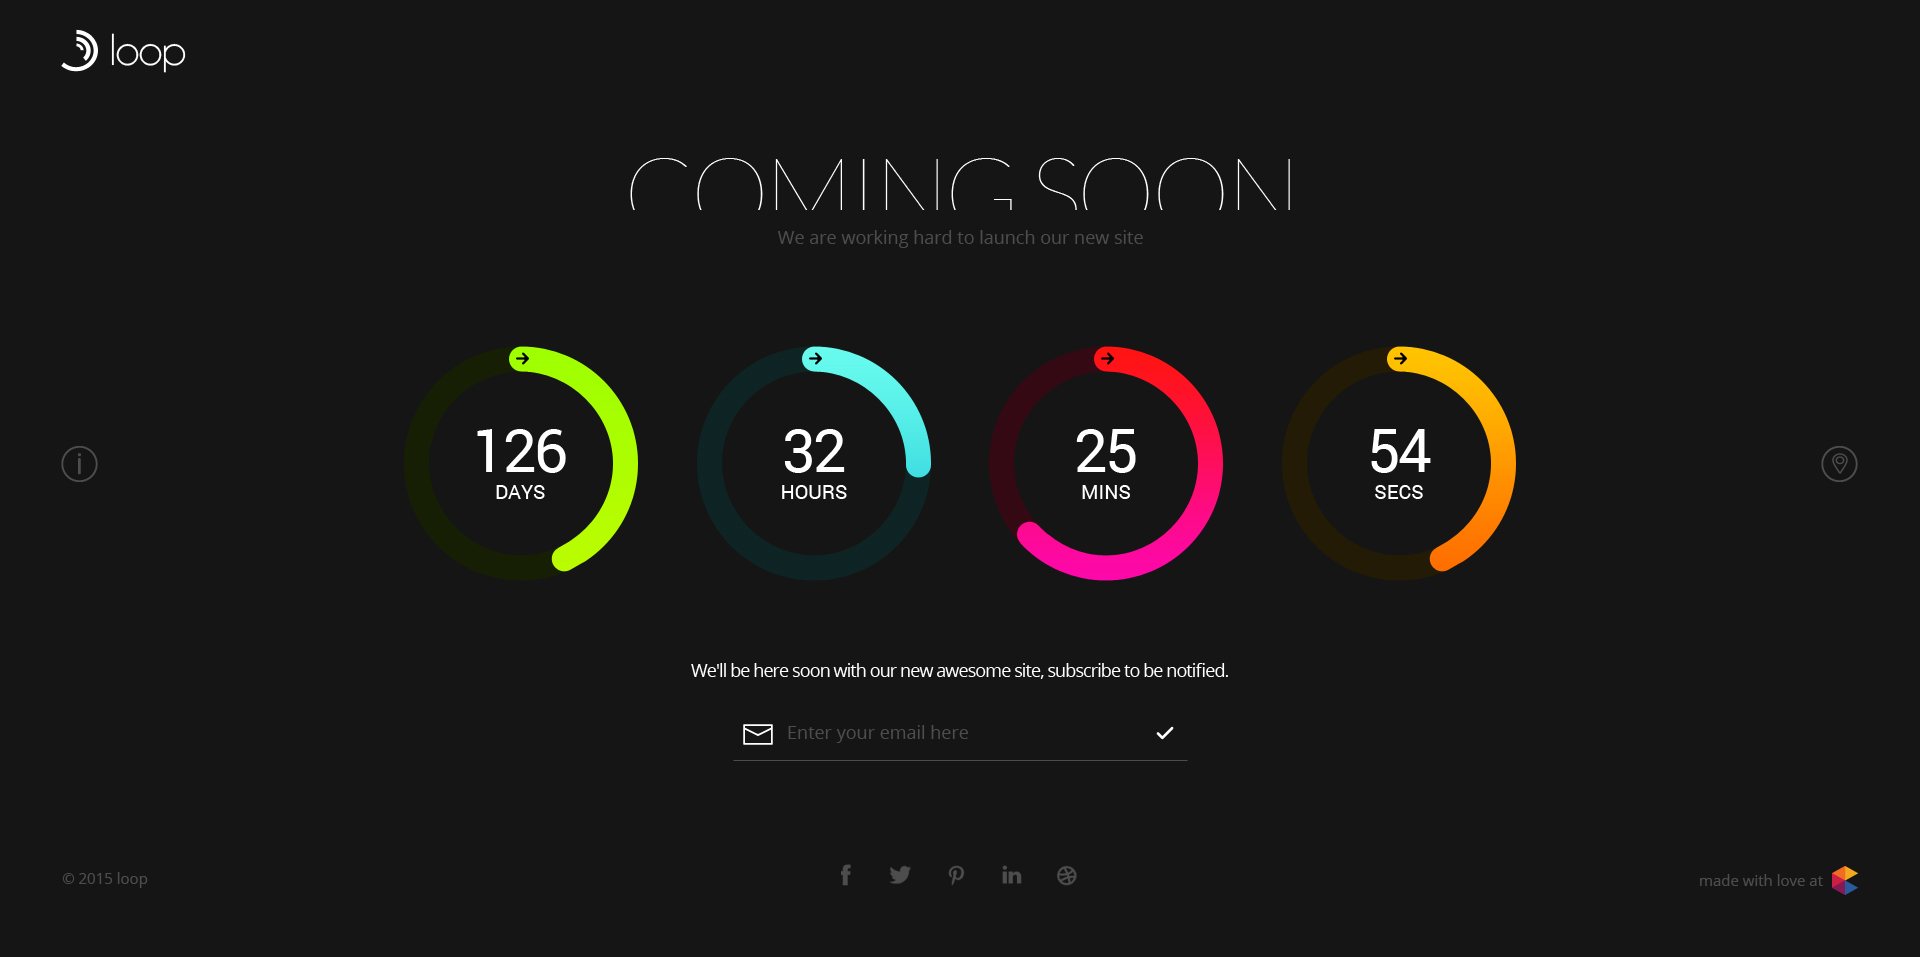 loop
COMING SOON
We are working hard to launch our new site
126
DAYS
32
HOURS
25
MINS
54
SECS
We'll be here soon with our new awesome site, subscribe to be notified.
Enter your email here
© 2015 loop
made with love at